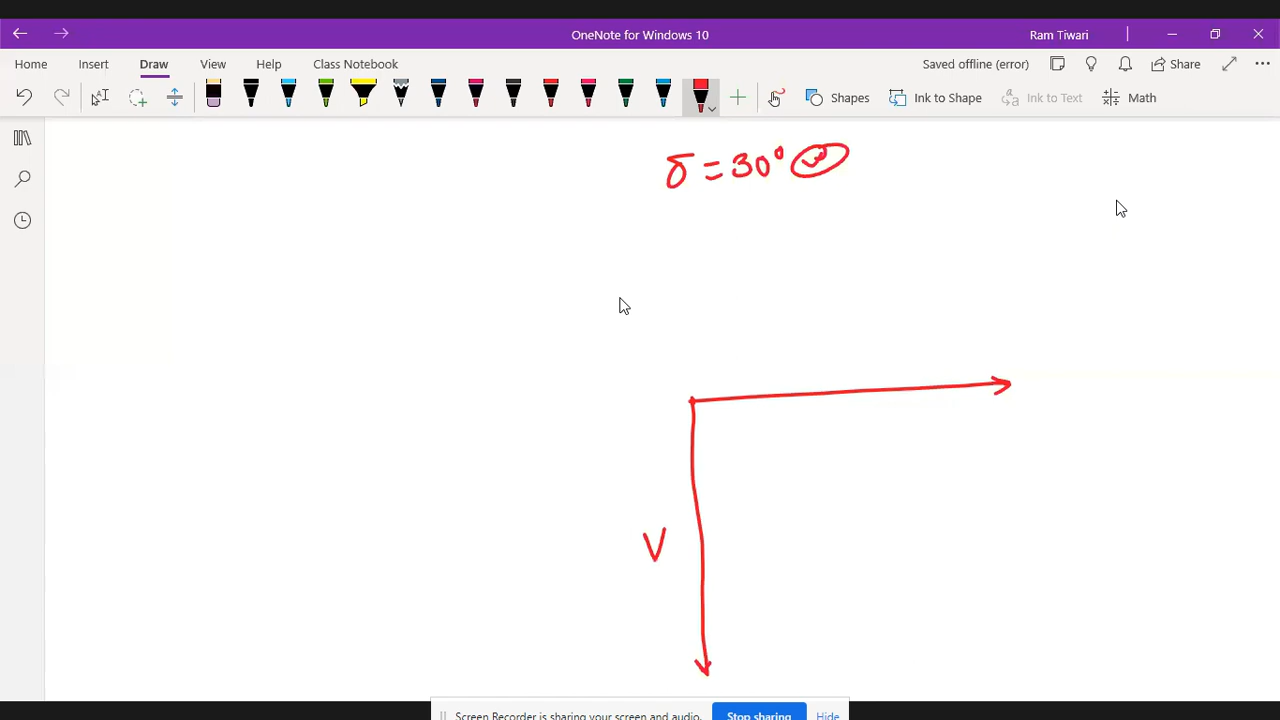 OneNote for Windows 10
Ram Tiwari
Home Insert Draw View Help Class Notebook
Saved offline (error)
Share
Shapes
Ink to Shape
Ink to Text
Math
δ = 30°
V
Screen Recorder is sharing your screen and audio.
Stop sharing
Hide